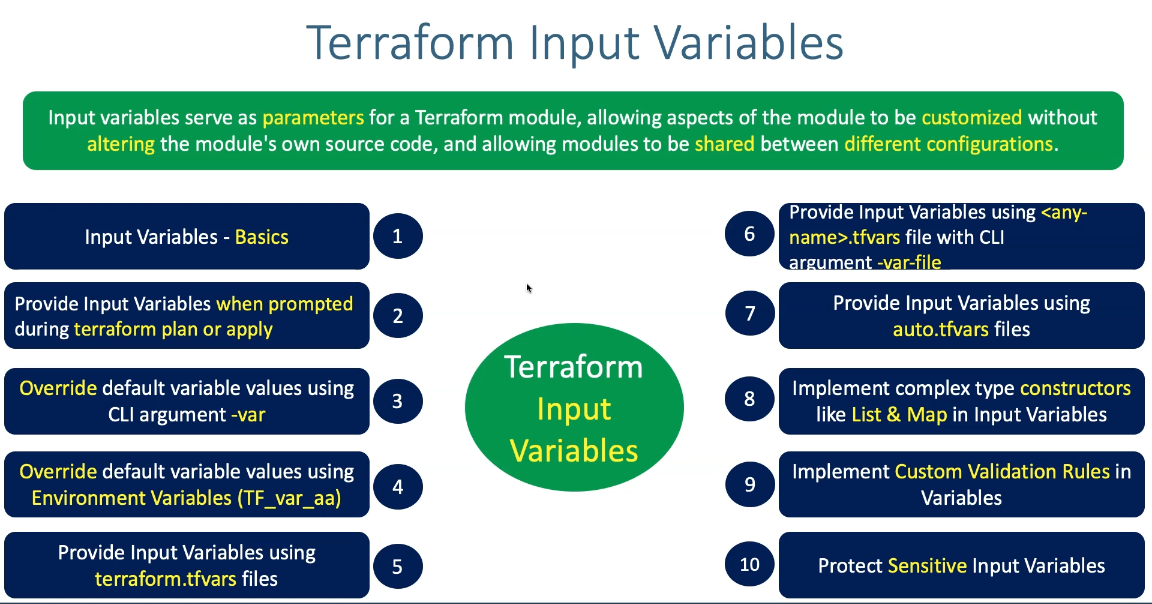 Terraform Input Variables
Input variables serve as parameters for a Terraform module, allowing aspects of the module to be customized without
altering the module's own source code, and allowing modules to be shared between different configurations.
Input Variables - Basics
1
Provide Input Variables when prompted
during terraform plan or apply
2
Override default variable values using
CLI argument -var
3
Override default variable values using
Environment Variables (TF_var_aa)
4
Provide Input Variables using
terraform.tfvars files
5
Terraform
Input
Variables
6
Provide Input Variables using <any-
name>.tfvars file with CLI
argument -var-file
7
Provide Input Variables using
auto.tfvars files
8
Implement complex type constructors
like List & Map in Input Variables
9
Implement Custom Validation Rules in
Variables
10
Protect Sensitive Input Variables